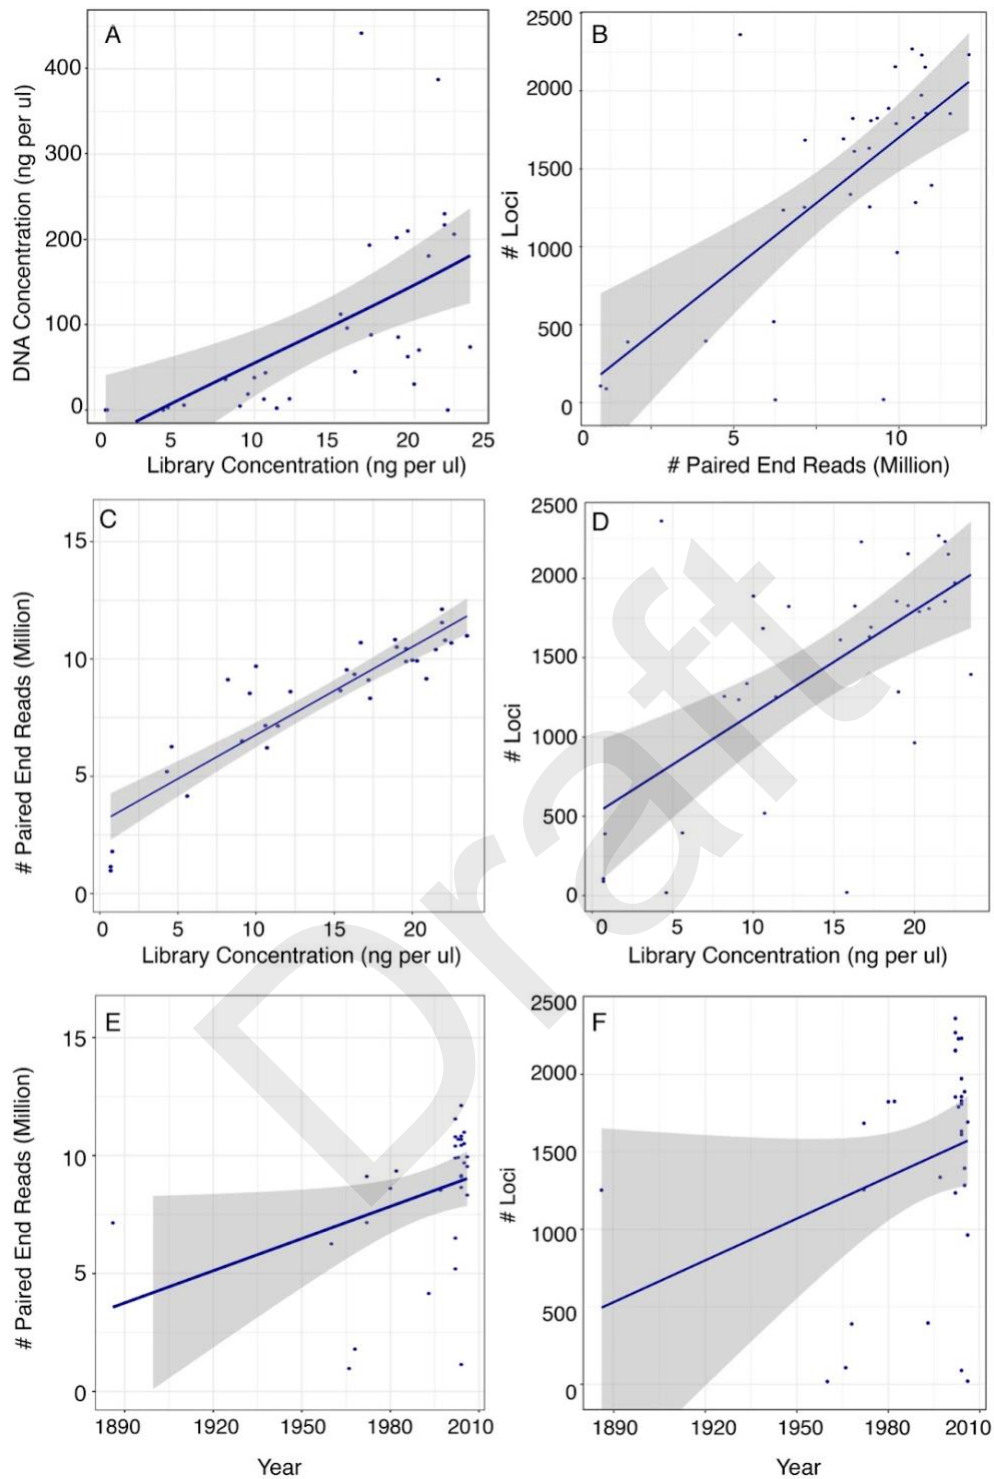 A
DNA Concentration (ng per ul)
400
300
200
100
0
0 5 10 15 20 25
Library Concentration (ng per ul)
B
# Loci
2500
2000
1500
1000
500
0
0 5 10
# Paired End Reads (Million)
C
# Paired End Reads (Million)
15
10
5
0
0 5 10 15 20
Library Concentration (ng per ul)
D
# Loci
2500
2000
1500
1000
500
0
0 5 10 15 20
Library Concentration (ng per ul)
E
# Paired End Reads (Million)
15
10
5
0
1890 1920 1950 1980 2010
Year
F
# Loci
2500
2000
1500
1000
500
0
1890 1920 1950 1980 2010
Year
Draft